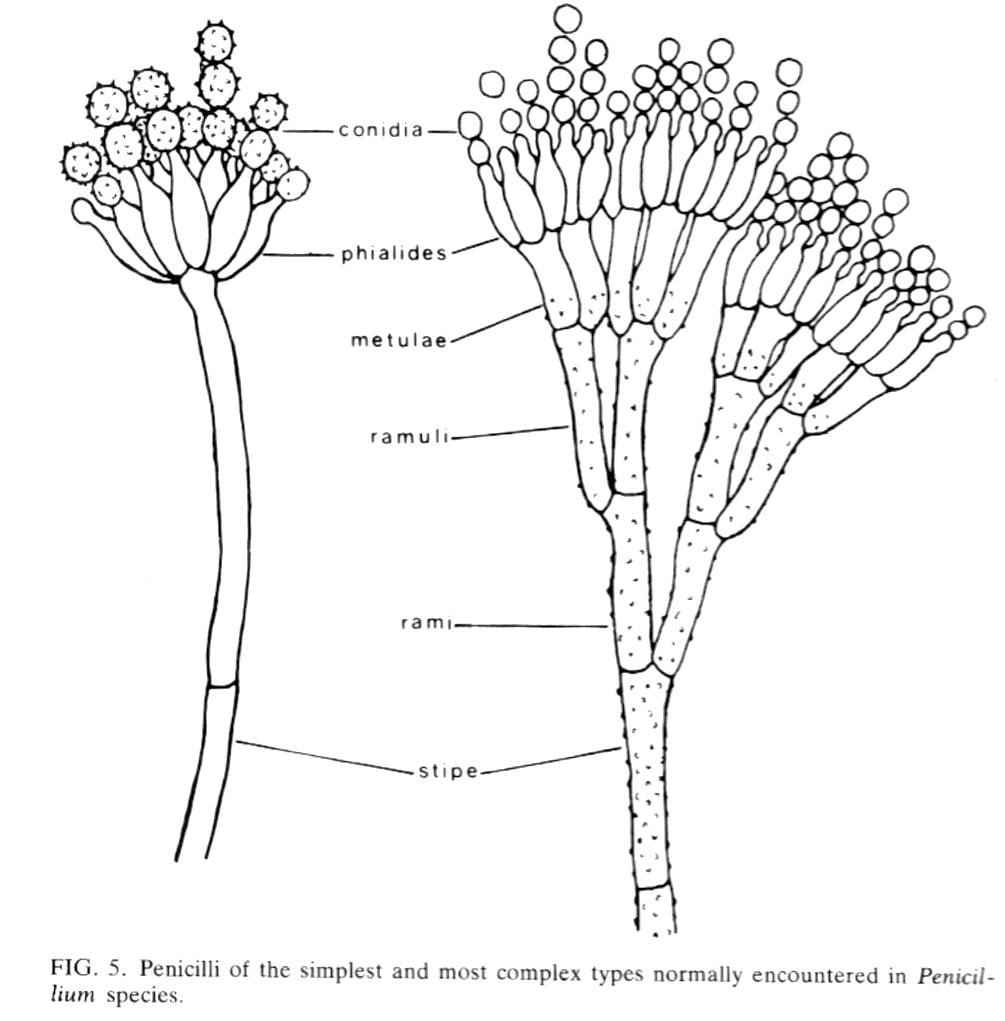 conidia
phialides
metulae
ramuli
rami
stipe
FIG. 5. Penicilli of the simplest and most complex types normally encountered in Penicil-
lium species.